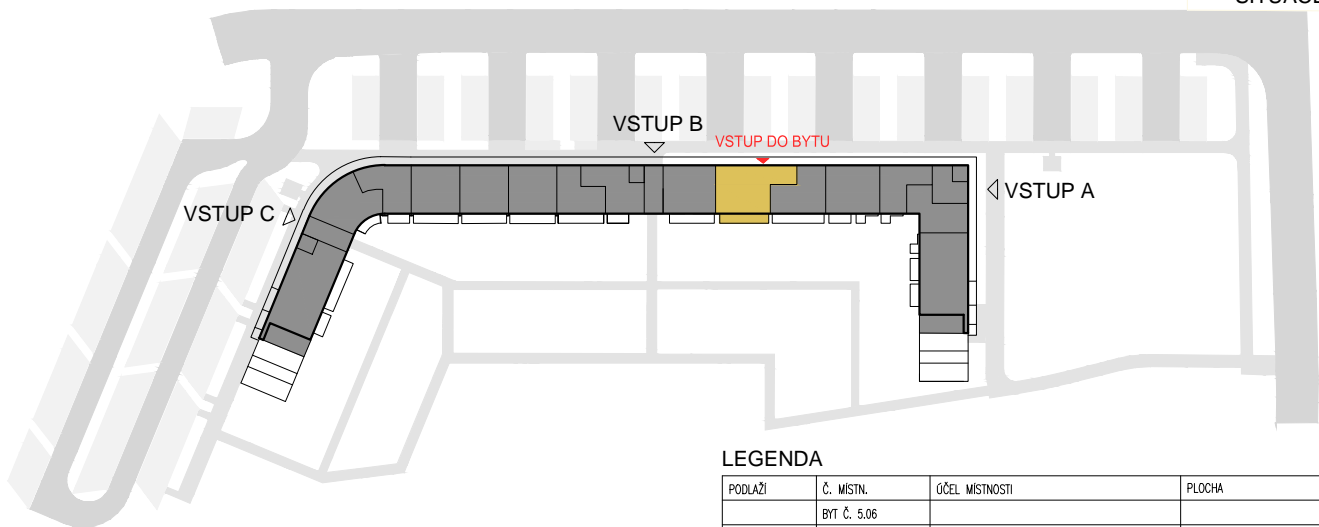 VSTUP B
VSTUP DO BYTU
VSTUP A
VSTUP C
LEGENDA
PODLAŽÍ Č. MÍSTN. ÚČEL MÍSTNOSTI PLOCHA
BYT Č. 5.06